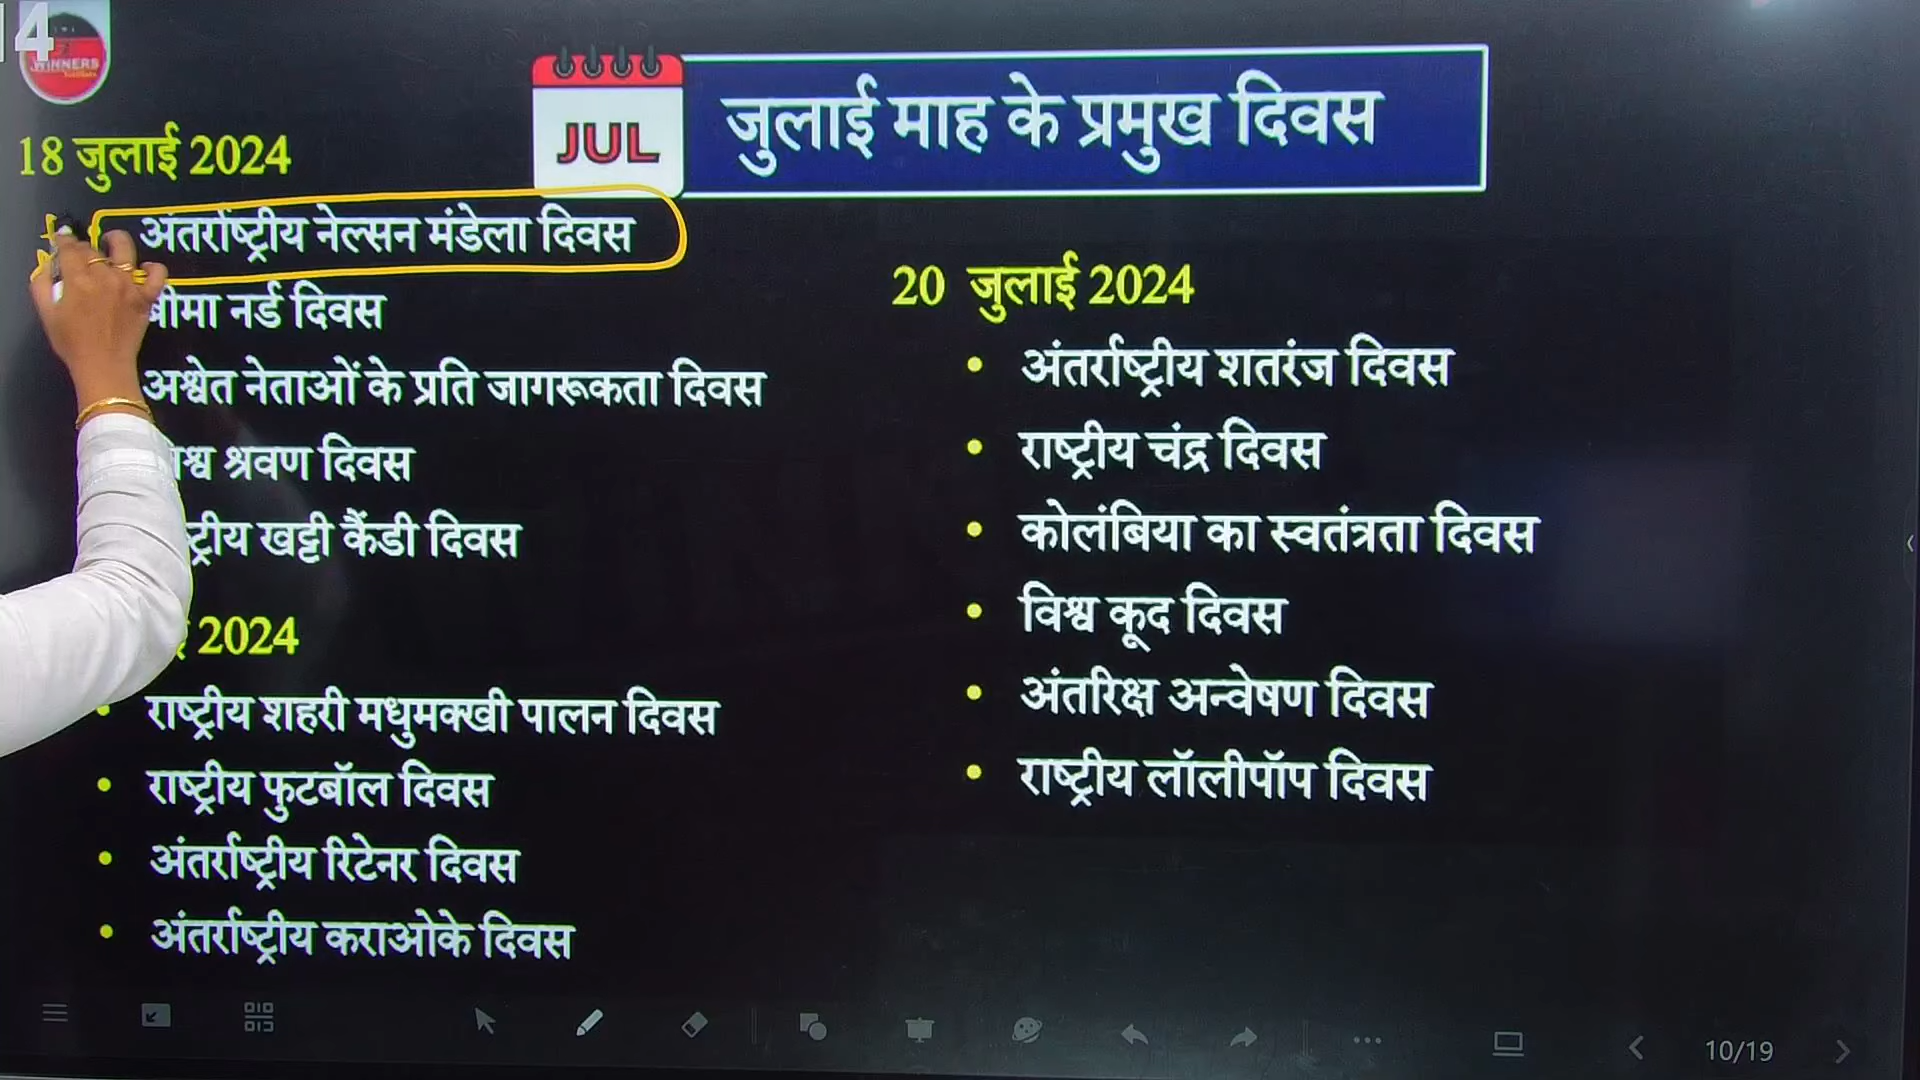 14
WINNERS
JUL
जुलाई माह के प्रमुख दिवस
18 जुलाई 2024
अंतर्राष्ट्रीय नेल्सन मंडेला दिवस
बीमा नर्ड दिवस
अश्वेत नेताओं के प्रति जागरूकता दिवस
श्रवण दिवस
खट्टी कैंडी दिवस
2024
• राष्ट्रीय शहरी मधुमक्खी पालन दिवस
• राष्ट्रीय फुटबॉल दिवस
• अंतर्राष्ट्रीय रिटेनर दिवस
• अंतर्राष्ट्रीय कराओके दिवस
20 जुलाई 2024
• अंतर्राष्ट्रीय शतरंज दिवस
• राष्ट्रीय चंद्र दिवस
• कोलंबिया का स्वतंत्रता दिवस
• विश्व कूद दिवस
• अंतरिक्ष अन्वेषण दिवस
• राष्ट्रीय लॉलीपॉप दिवस
10/19